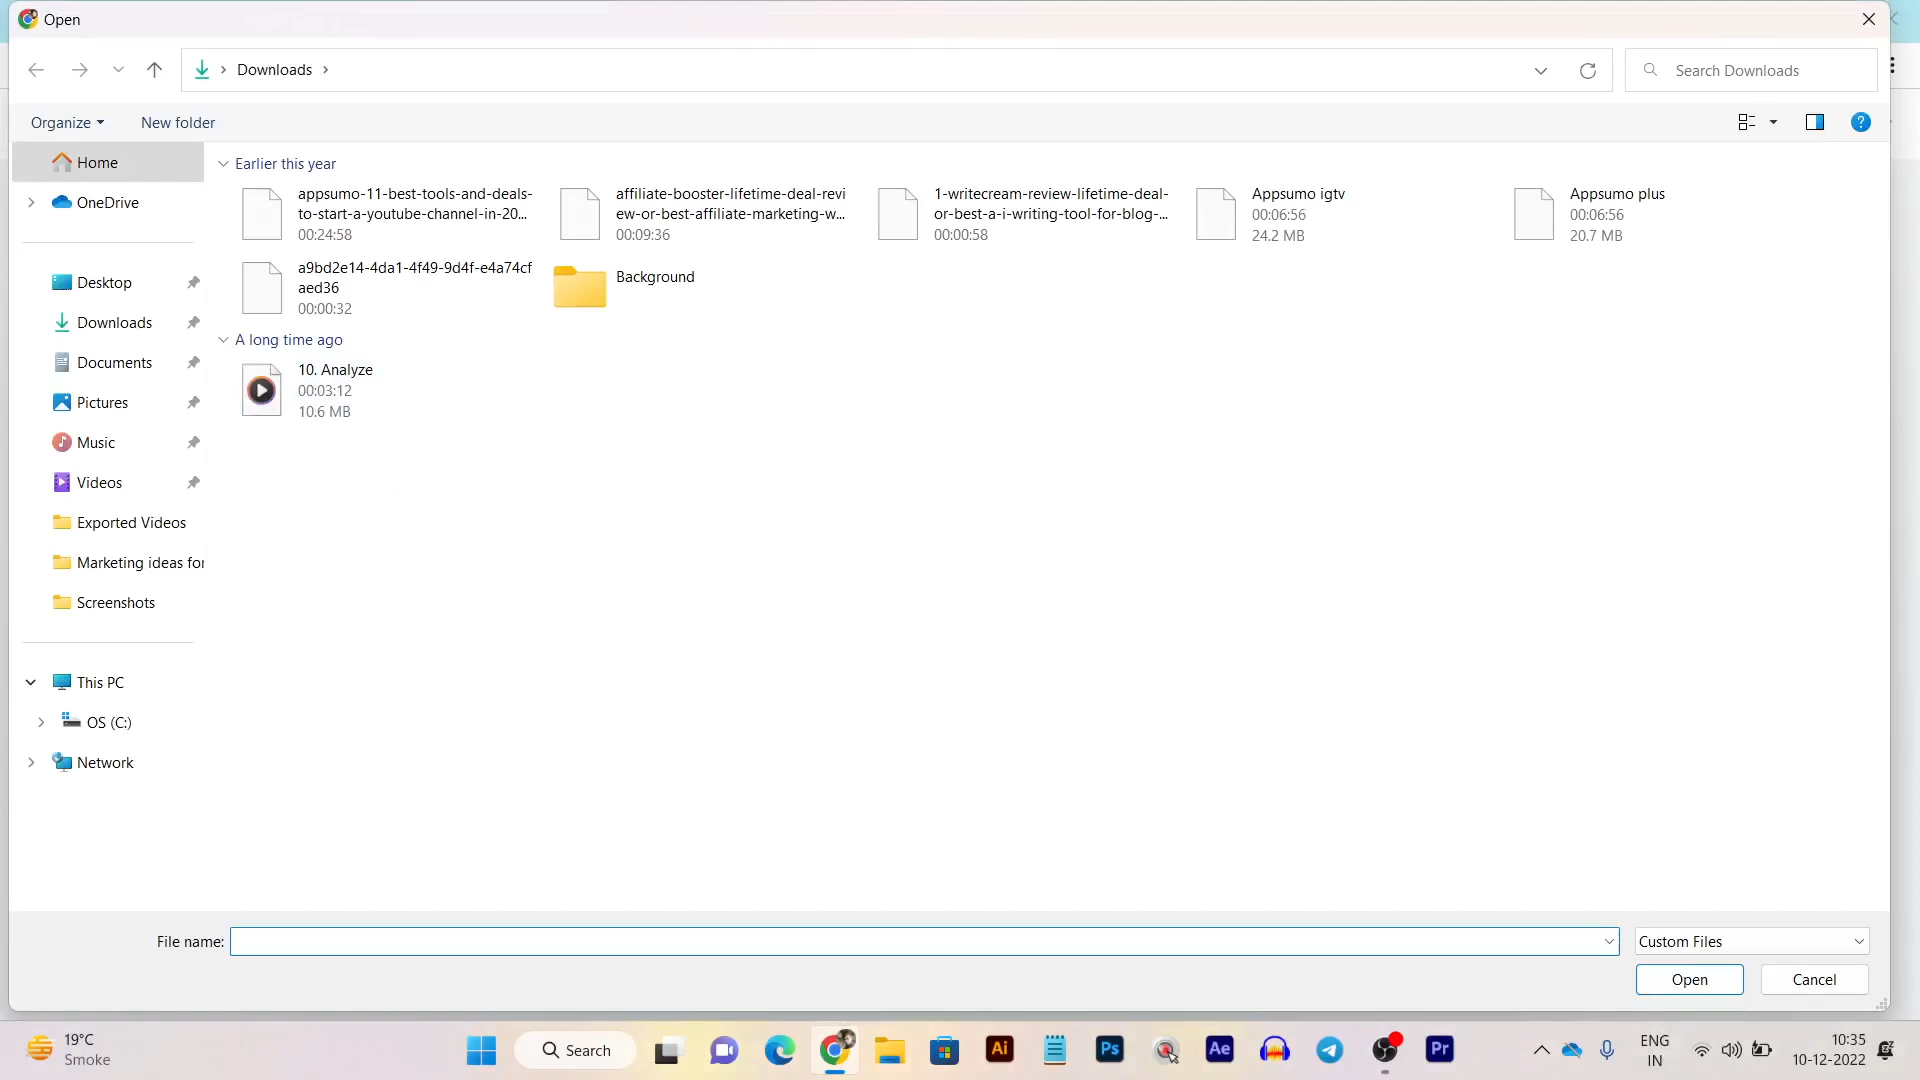 Open
Downloads
Search Downloads
Organize
New folder
Home
OneDrive
Desktop
Downloads
Documents
Pictures
Music
Videos
Exported Videos
Marketing ideas for
Screenshots
This PC
OS (C:)
Network
Earlier this year
appsumo-11-best-tools-and-deals-
to-start-a-youtube-channel-in-20...
00:24:58
affiliate-booster-lifetime-deal-revi
ew-or-best-affiliate-marketing-w...
00:09:36
1-writecream-review-lifetime-deal-
or-best-a-i-writing-tool-for-blog-...
00:00:58
Appsumo igtv
00:06:56
24.2 MB
Appsumo plus
00:06:56
20.7 MB
a9bd2e14-4da1-4f49-9d4f-e4a74cf
aed36
00:00:32
Background
A long time ago
10. Analyze
00:03:12
10.6 MB
File name:
Custom Files
Open
Cancel
19°C
Smoke
Search
Ai
Ps
Ae
Pr
ENG
IN
10:35
10-12-2022